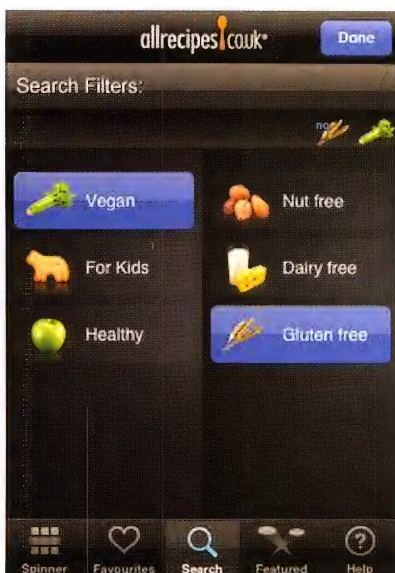 allrecipes.co.uk
Done
Search Filters:
no
Vegan
Nut free
For Kids
Dairy free
Healthy
Gluten free
Spinner Favourites Search Featured Help